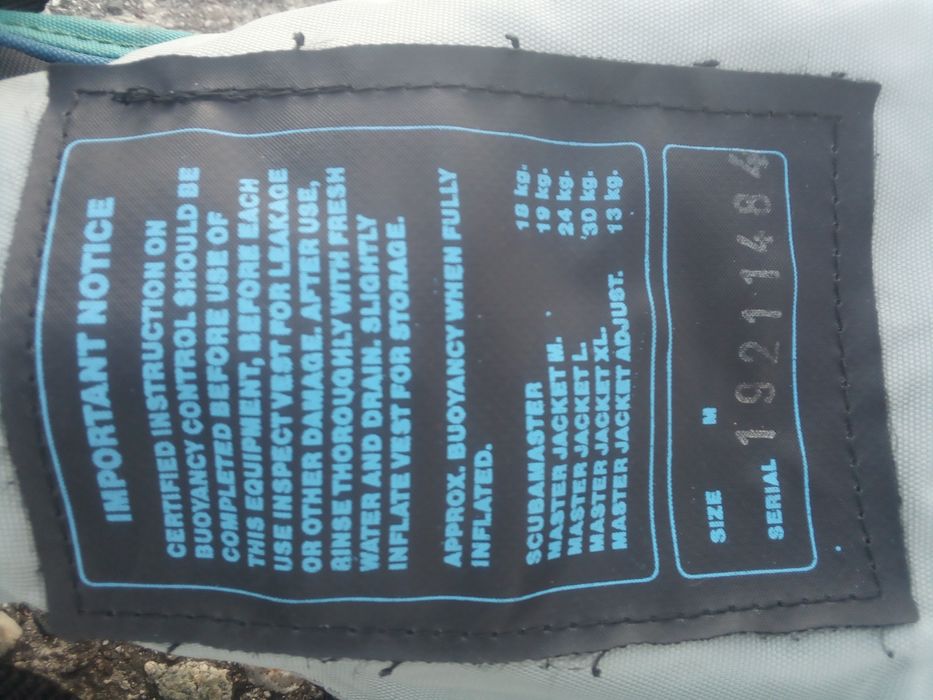 IMPORTANT NOTICE
CERTIFIED INSTRUCTION ON
BUOYANCY CONTROL SHOULD BE
COMPLETED BEFORE USE OF
THIS EQUIPMENT, BEFORE EACH
USE INSPECT VEST FOR LEAKAGE
OR OTHER DAMAGE. AFTER USE,
RINSE THOROUGHLY WITH FRESH
WATER AND DRAIN. SLIGHTLY
INFLATE VEST FOR STORAGE.
APPROX. BUOYANCY WHEN FULLY
INFLATED.
SCUBAMASTER 18 kg.
MASTER JACKET M. 19 kg.
MASTER JACKET L. 24 kg.
MASTER JACKET XL. 30 kg.
MASTER JACKET ADJUST. 13 kg.
SIZE M
SERIAL 19211464